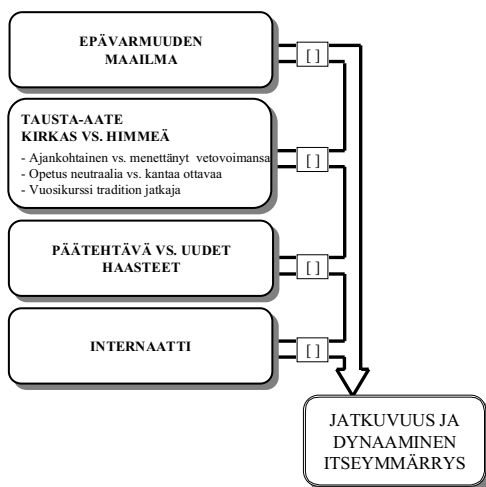 EPÄVARMUUDEN
MAAILMA
[ ]
TAUSTA-AATE
KIRKAS VS. HIMMEÄ
- Ajankohtainen vs. menettänyt vetovoimansa
- Opetus neutraalia vs. kantaa ottavaa
- Vuosikurssi tradition jatkaja
[ ]
PÄÄTEHTÄVÄ VS. UUDET
HAASTEET
[ ]
INTERNAATTI
[ ]
JATKUVUUS JA
DYNAAMINEN
ITSEYMMÄRRYS